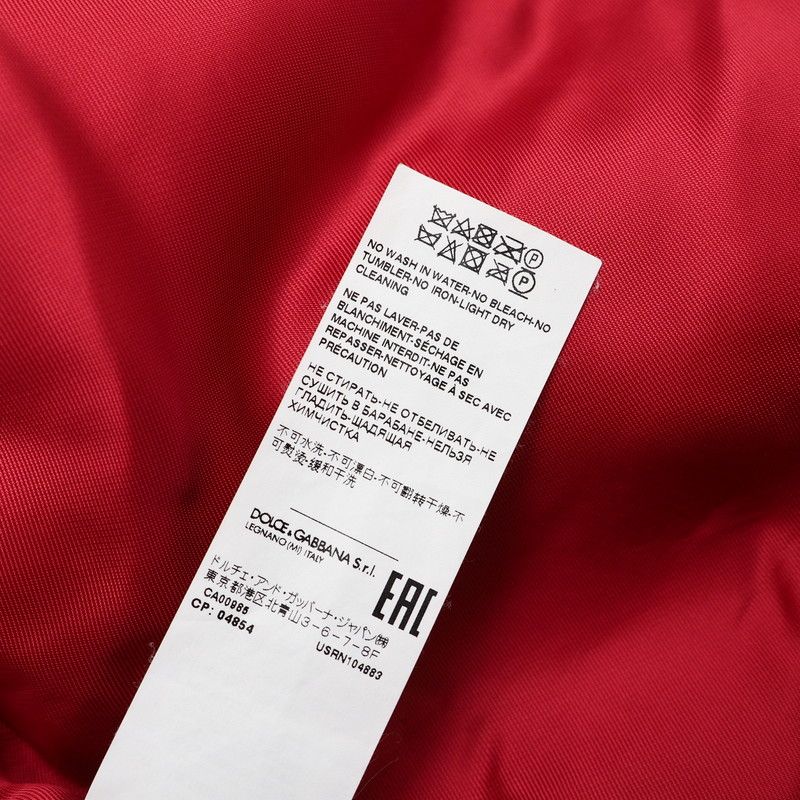 NO WASH IN WATER-NO BLEACH-NO
TUMBLER-NO IRON-LIGHT DRY
CLEANING
NE PAS LAVER-PAS DE
BLANCHIMENT-SÉCHAGE EN
MACHINE INTERDIT-NE PAS
REPASSER-NETTOYAGE À SEC AVEC
PRÉCAUTION
НЕ СТИРАТЬ-НЕ ОТБЕЛИВАТЬ-НЕ
СУШИТЬ В БАРАБАНЕ-НЕЛЬЗЯ
ГЛАДИТЬ-ЩАДЯЩАЯ
ХИМЧИСТКА
不可水洗-不可漂白-不可翻转干燥-不
可熨烫-缓和干洗
DOLCE&GABBANA S.r.l.
LEGNANO (MI) ITALY
EAC
ドルチェ・アンド・ガッバーナ・ジャパン㈱
東京都港区北青山3-6-7-8F
CA00985
USRN104883
CP: 04854